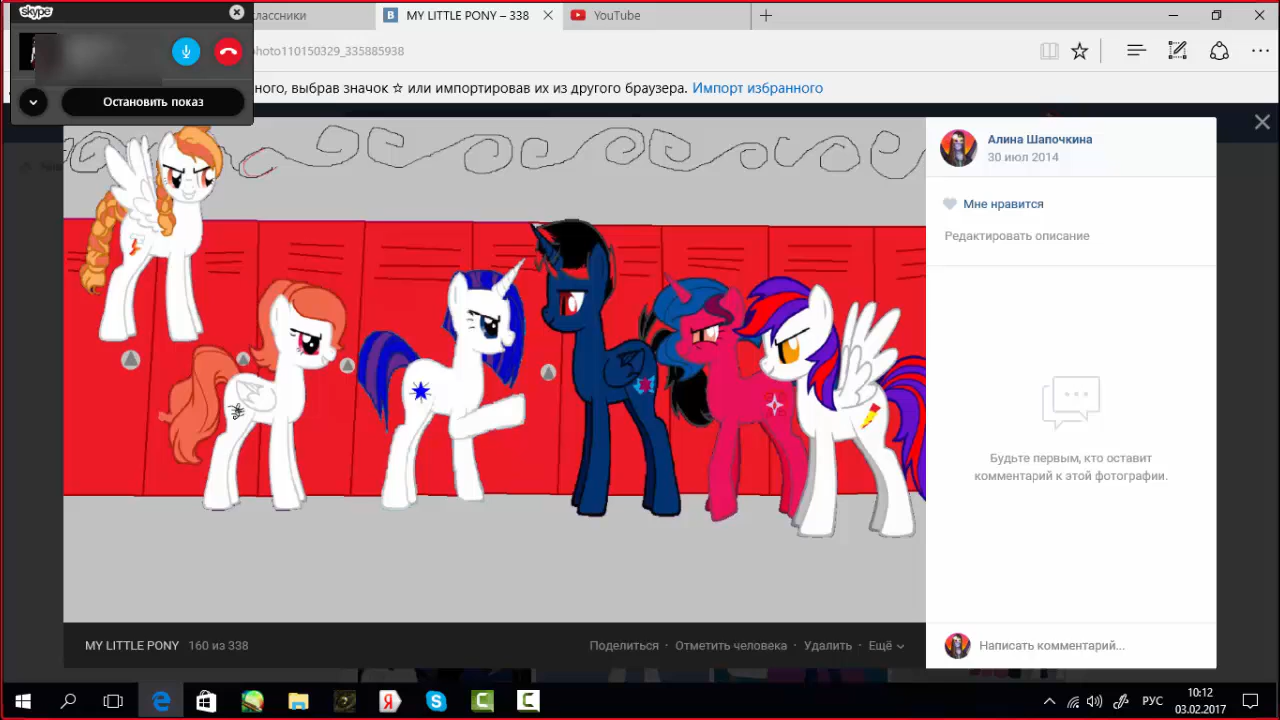 skype
классники
MY LITTLE PONY – 338
YouTube
photo110150329_335885938
ного, выбрав значок ☆ или импортировав их из другого браузера. Импорт избранного
Остановить показ
Алина Шапочкина
30 июл 2014
Мне нравится
Редактировать описание
Будьте первым, кто оставит
комментарий к этой фотографии.
MY LITTLE PONY 160 из 338
Поделиться · Отметить человека · Удалить · Ещё
Написать комментарий...
РУС
10:12
03.02.2017